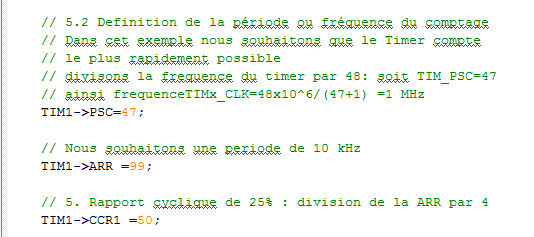 // 5.2 Definition de la période ou fréquence du comptage
// Dans cet exemple nous souhaitons que le Timer compte
// le plus rapidement possible
// divisons la frequence du timer par 48: soit TIM_PSC=47
// ainsi frequenceTIMx_CLK=48x10^6/(47+1) =1 MHz
TIM1->PSC=47;
// Nous souhaitons une periode de 10 kHz
TIM1->ARR =99;
// 5. Rapport cyclique de 25% : division de la ARR par 4
TIM1->CCR1 =50;